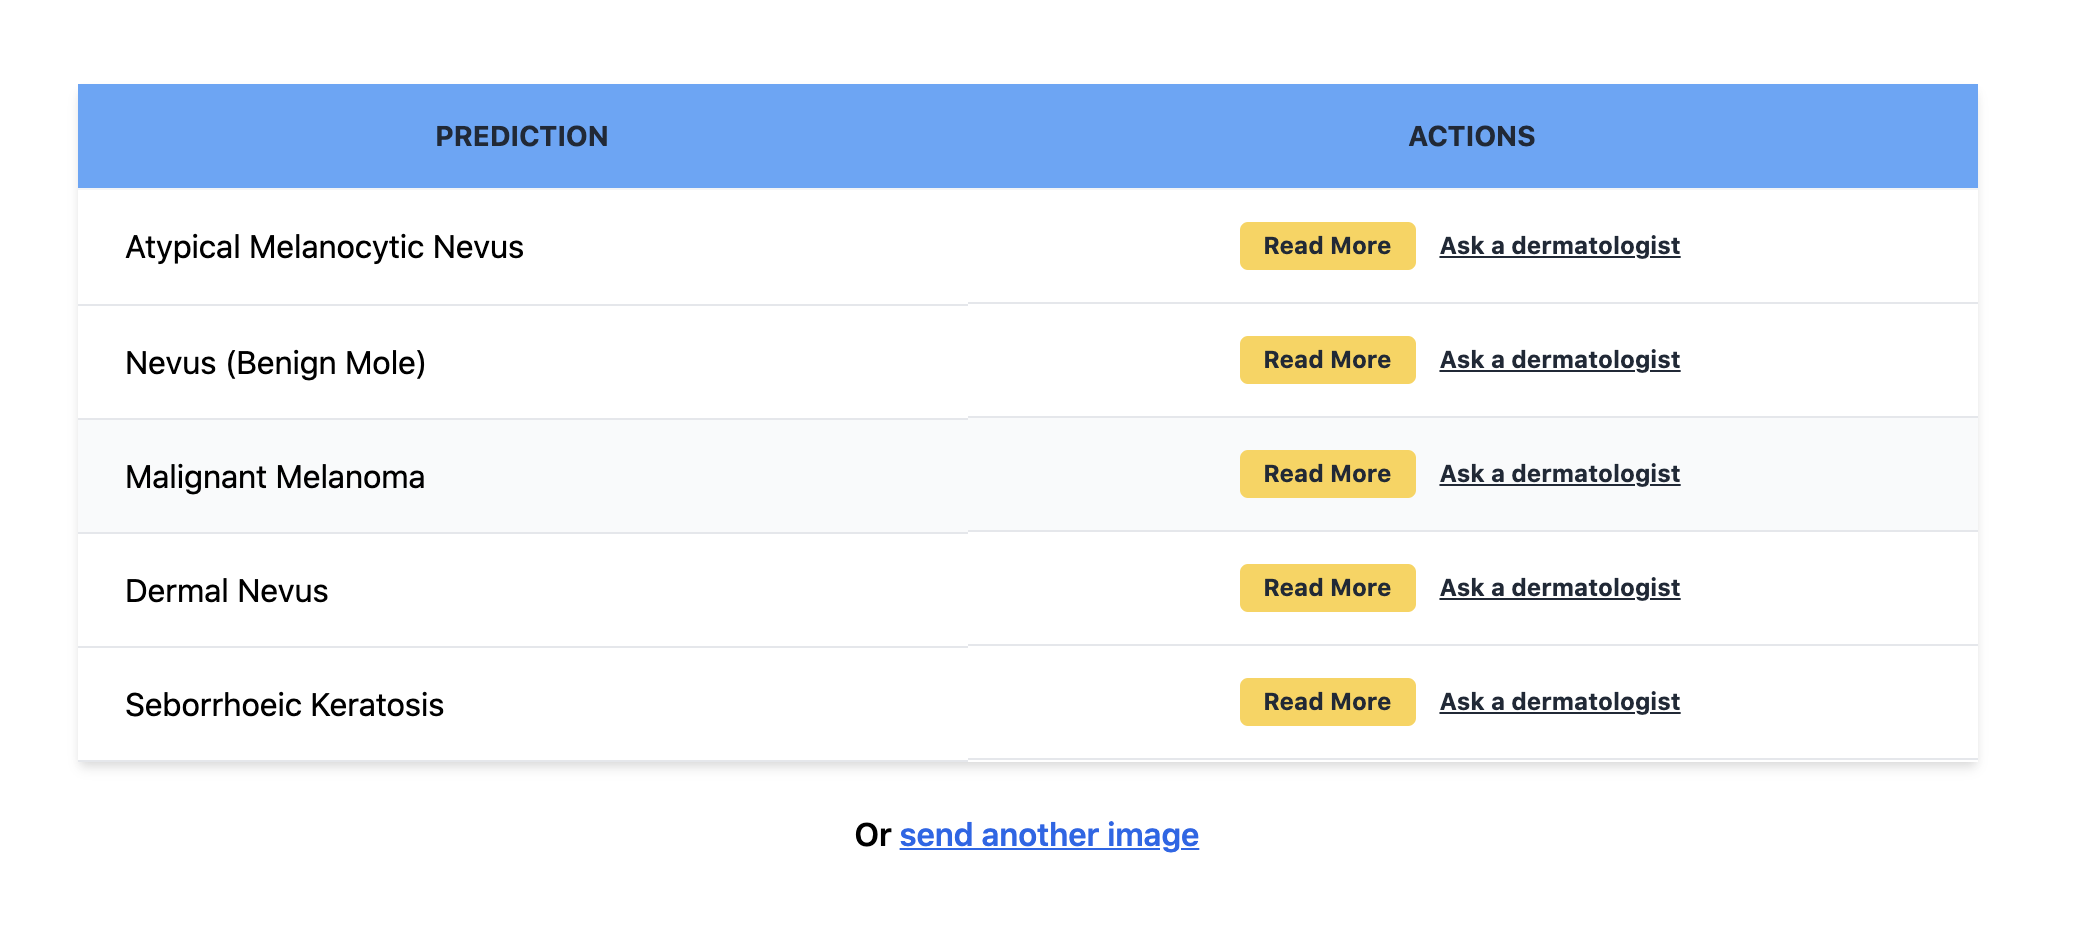 PREDICTION ACTIONS
Atypical Melanocytic Nevus Read More Ask a dermatologist
Nevus (Benign Mole) Read More Ask a dermatologist
Malignant Melanoma Read More Ask a dermatologist
Dermal Nevus Read More Ask a dermatologist
Seborrhoeic Keratosis Read More Ask a dermatologist
Or send another image